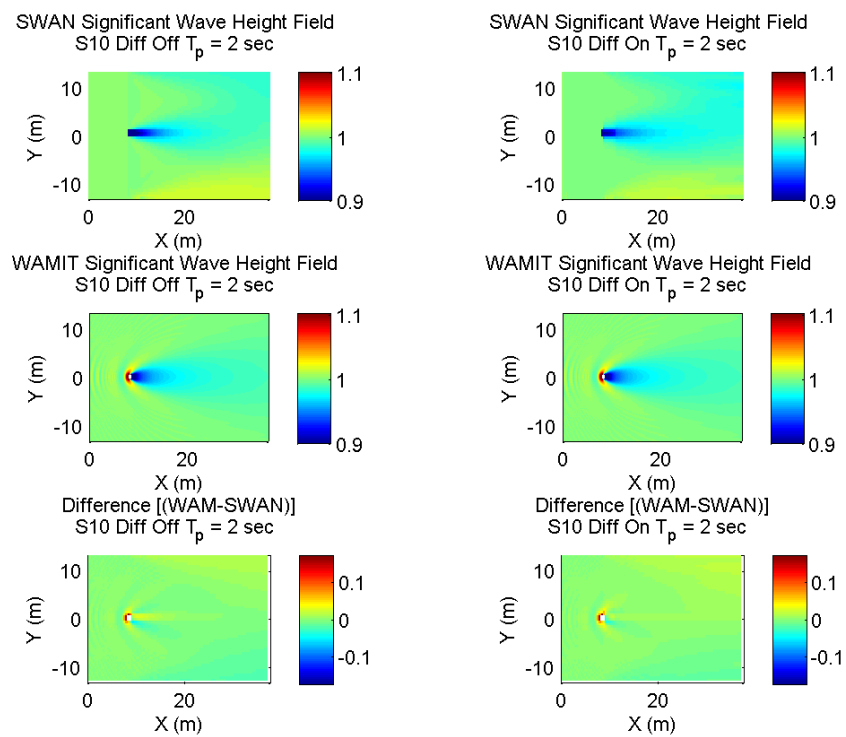 SWAN Significant Wave Height Field
S10 Diff Off Tp = 2 sec
Y (m)
10
0
-10
0
20
X (m)
1.1
1
0.9
SWAN Significant Wave Height Field
S10 Diff On Tp = 2 sec
Y (m)
10
0
-10
0
20
X (m)
1.1
1
0.9
WAMIT Significant Wave Height Field
S10 Diff Off Tp = 2 sec
Y (m)
10
0
-10
0
20
X (m)
1.1
1
0.9
WAMIT Significant Wave Height Field
S10 Diff On Tp = 2 sec
Y (m)
10
0
-10
0
20
X (m)
1.1
1
0.9
Difference [(WAM-SWAN)]
S10 Diff Off Tp = 2 sec
Y (m)
10
0
-10
0
20
X (m)
0.1
0
-0.1
Difference [(WAM-SWAN)]
S10 Diff On Tp = 2 sec
Y (m)
10
0
-10
0
20
X (m)
0.1
0
-0.1